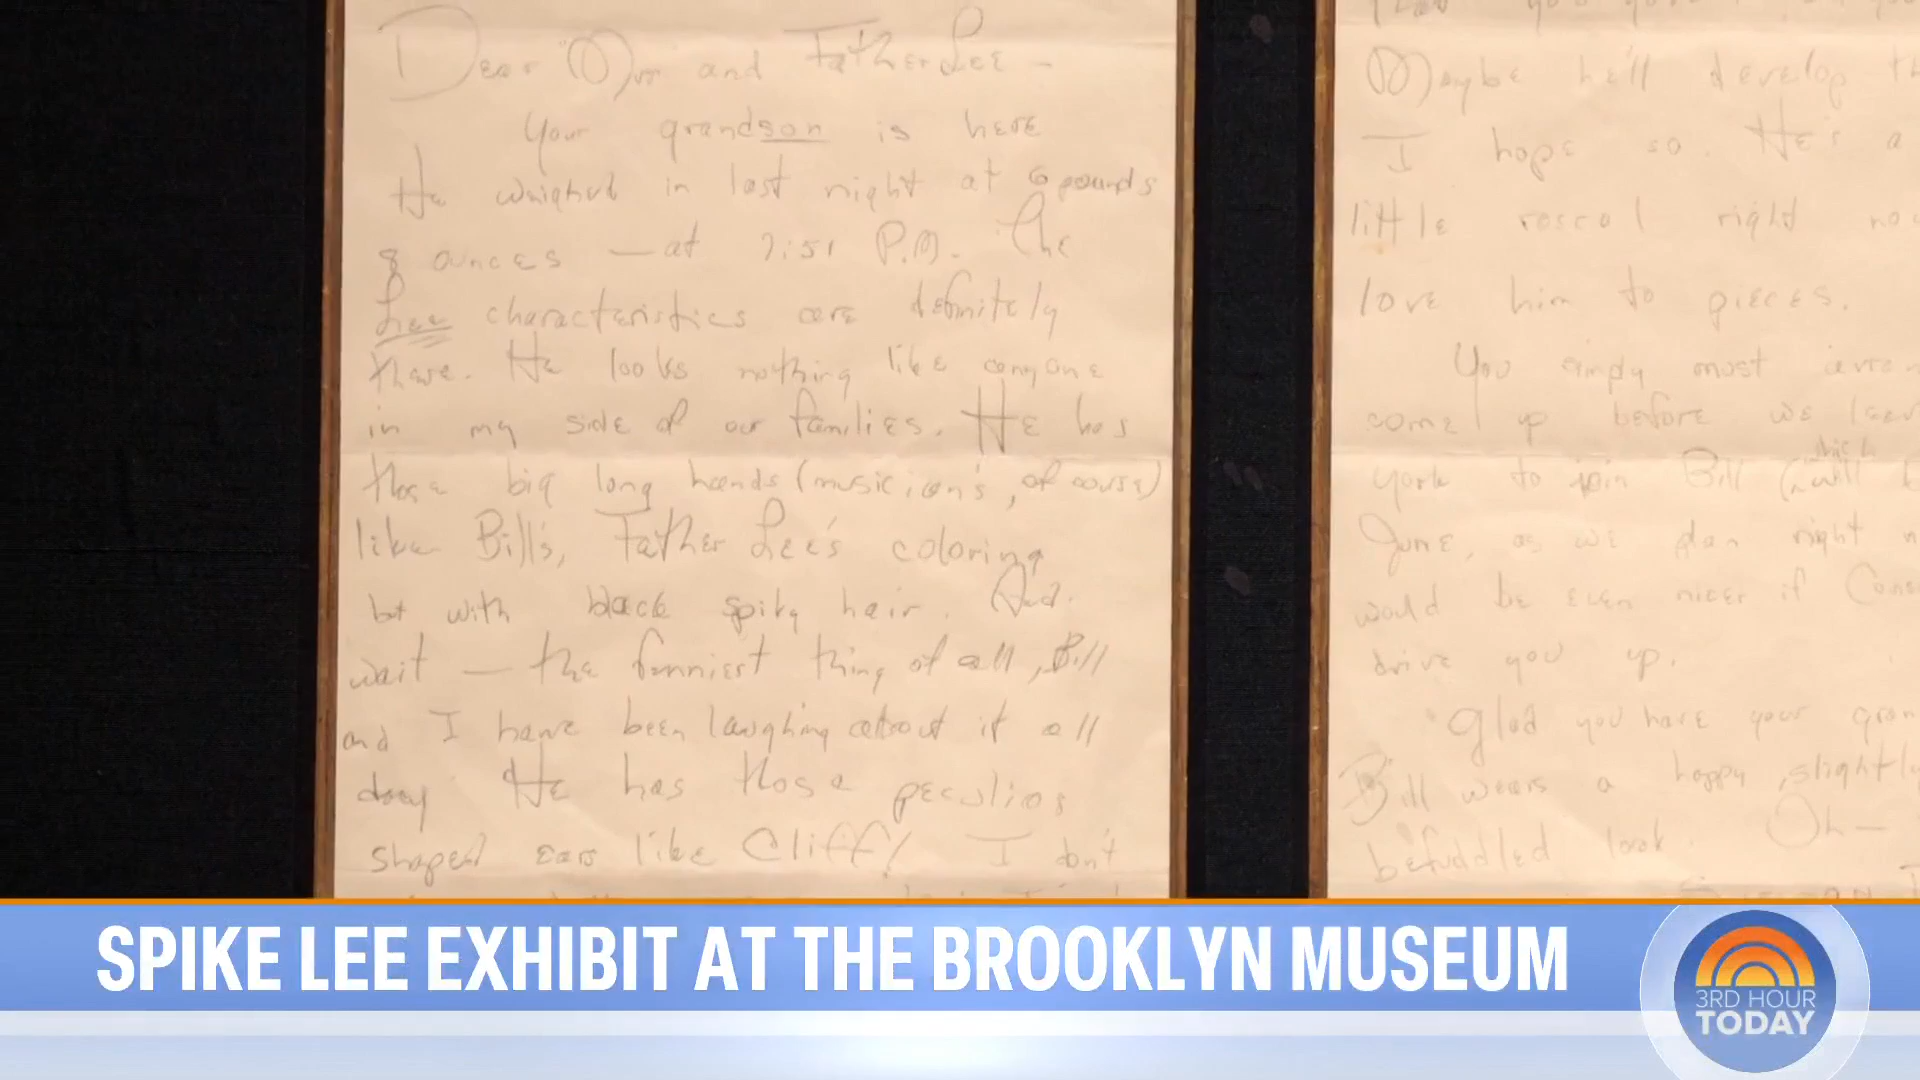 Dear Mrs and Father Lee —
Your grandson is here
He weighed in last night at 6 pounds
8 ounces — at 7:51 P.M. The
Lee characteristics are definitely
there. He looks nothing like anyone
in my side of our families. He has
those big long hands (musician's, of course)
like Bill's, Father Lee's coloring
but with black spiky hair. And.
wait — the funniest thing of all, Bill
and I have been laughing about it all
day. He has those peculiar
shaped ears like Cliff! I don't
Maybe he'll develop
I hope so. He's a
little rascal right
love him to pieces.
You simply must
come up before we
York to join Bill (which will
June, as we plan right
would be even nicer if
drive you up.
Glad you have your
Bill wears a happy, slightly
befuddled look. Oh —
SPIKE LEE EXHIBIT AT THE BROOKLYN MUSEUM
3RD HOUR
TODAY